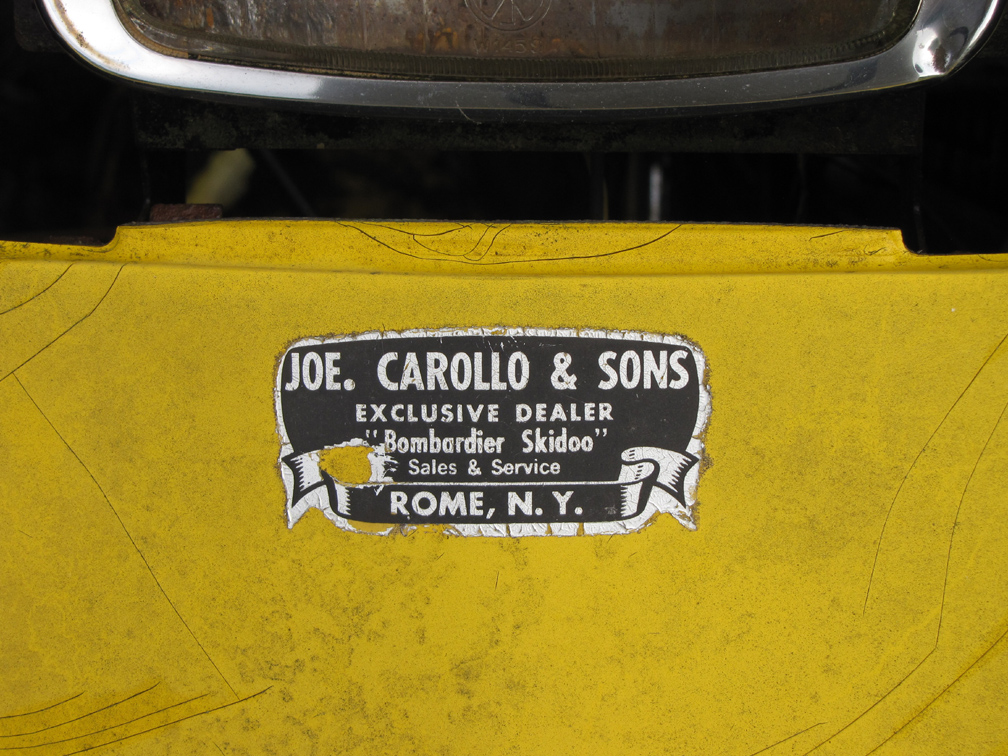 JOE. CAROLLO & SONS
EXCLUSIVE DEALER
"Bombardier Skidoo"
Sales & Service
ROME, N. Y.